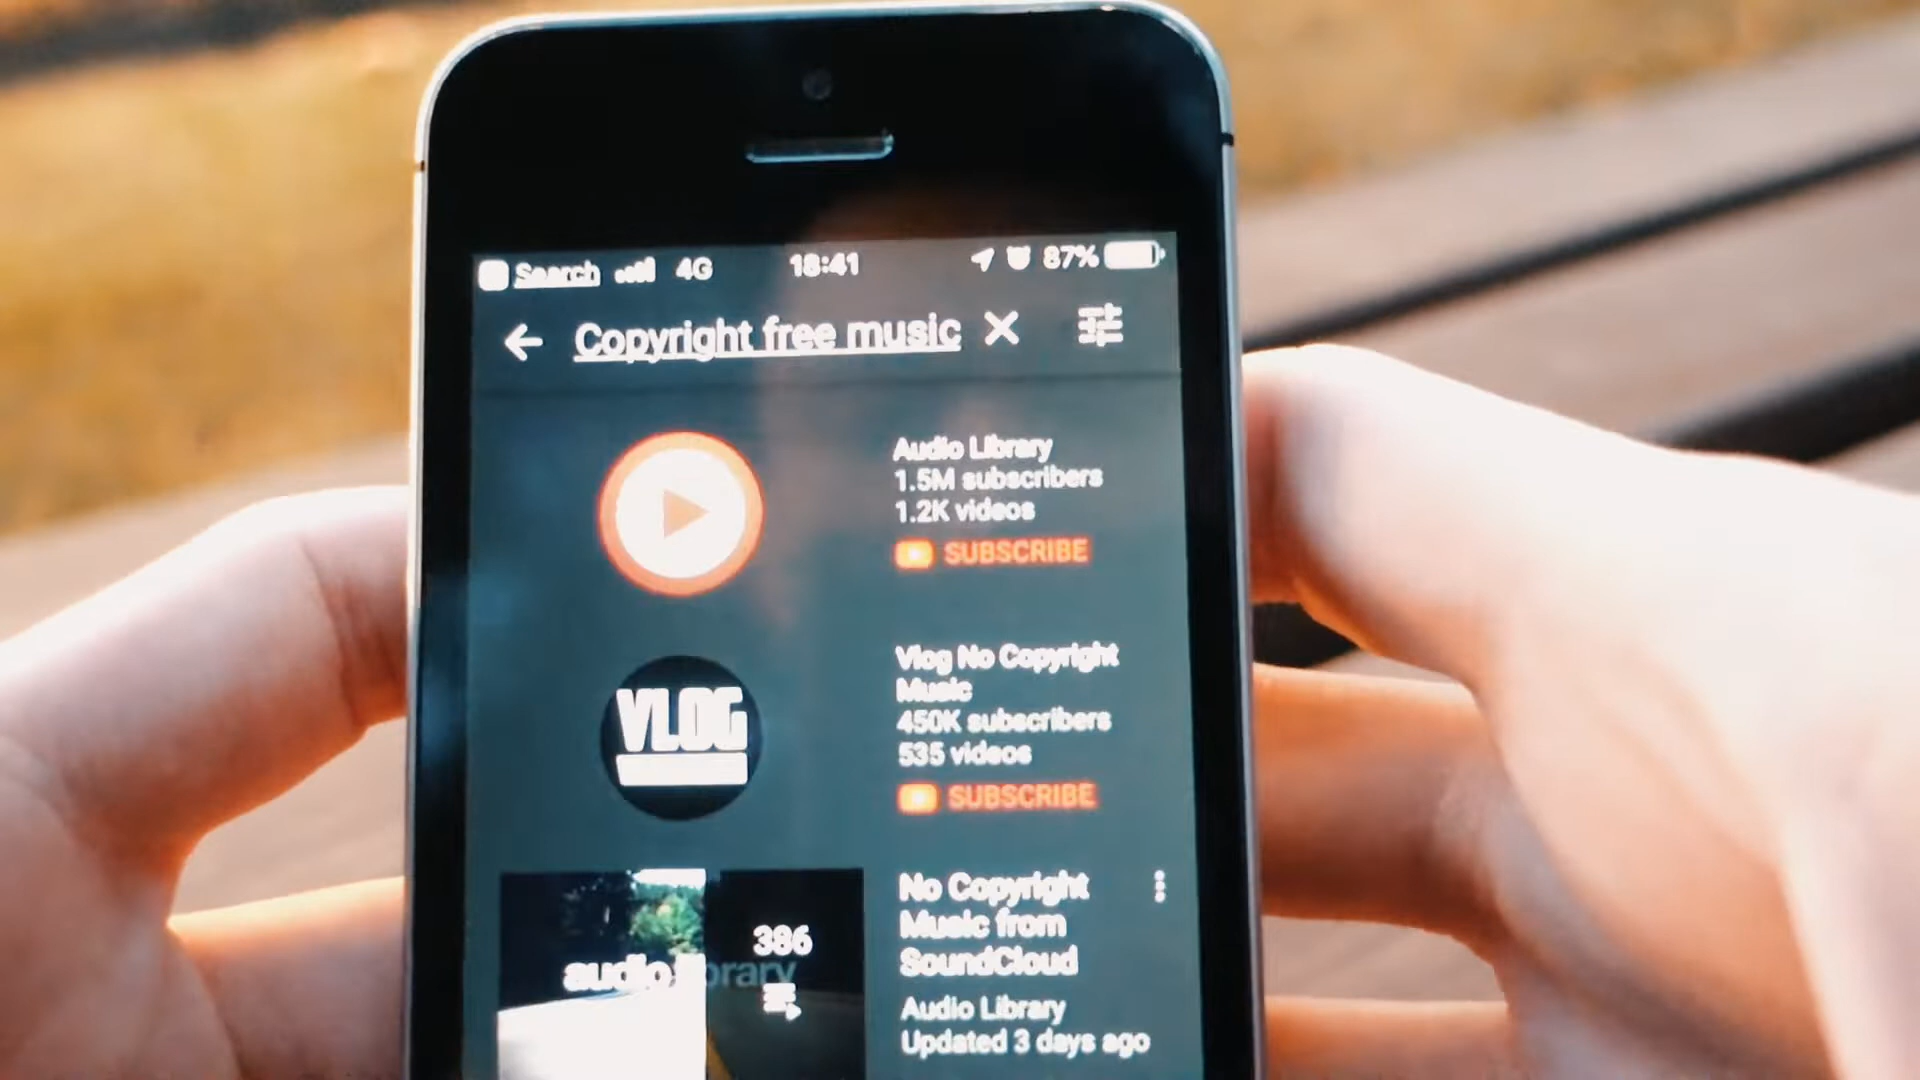 Search 4G 18:41 87%
Copyright free music
Audio Library
1.5M subscribers
1.2K videos
SUBSCRIBE
VLOG
Vlog No Copyright
Music
450K subscribers
535 videos
SUBSCRIBE
386
No Copyright
Music from
SoundCloud
audio library
Audio Library
Updated 3 days ago